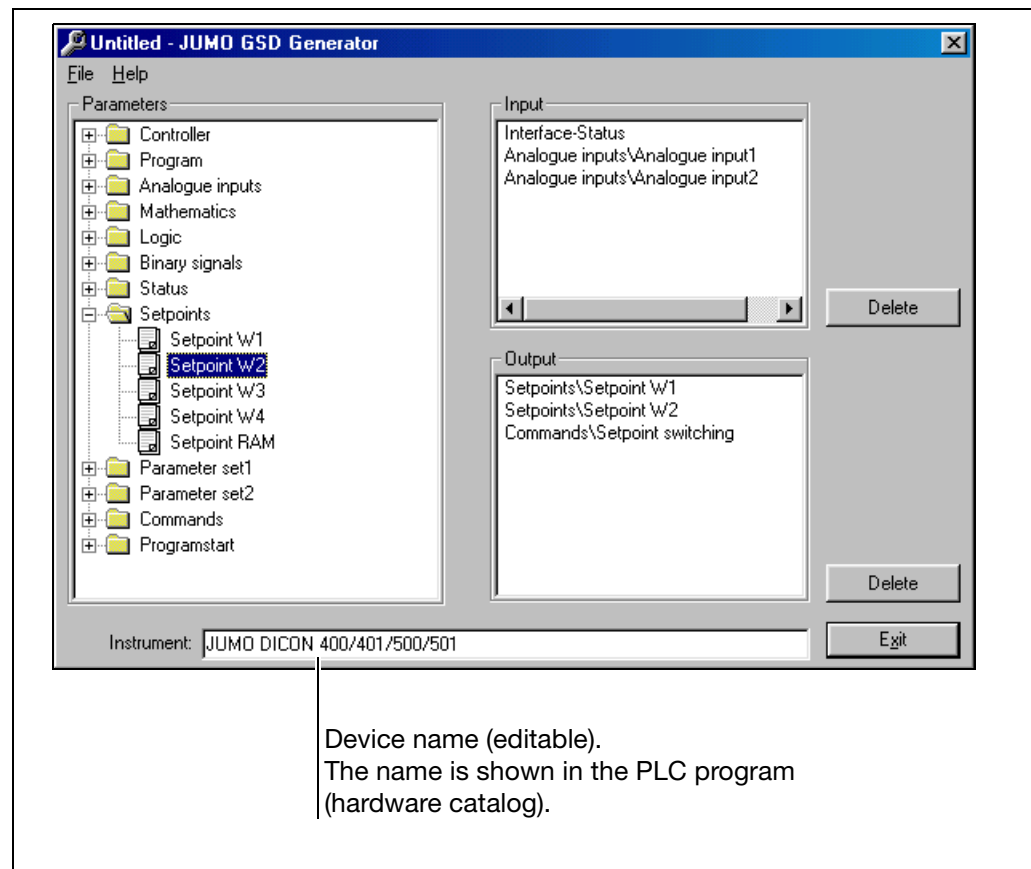 Untitled - JUMO GSD Generator
File Help
Parameters
Controller
Program
Analogue inputs
Mathematics
Logic
Binary signals
Status
Setpoints
Setpoint W1
Setpoint W2
Setpoint W3
Setpoint W4
Setpoint RAM
Parameter set1
Parameter set2
Commands
Programstart
Input
Interface-Status
Analogue inputs\Analogue input1
Analogue inputs\Analogue input2
Delete
Output
Setpoints\Setpoint W1
Setpoints\Setpoint W2
Commands\Setpoint switching
Delete
Instrument: JUMO DICON 400/401/500/501
Exit
Device name (editable).
The name is shown in the PLC program
(hardware catalog).